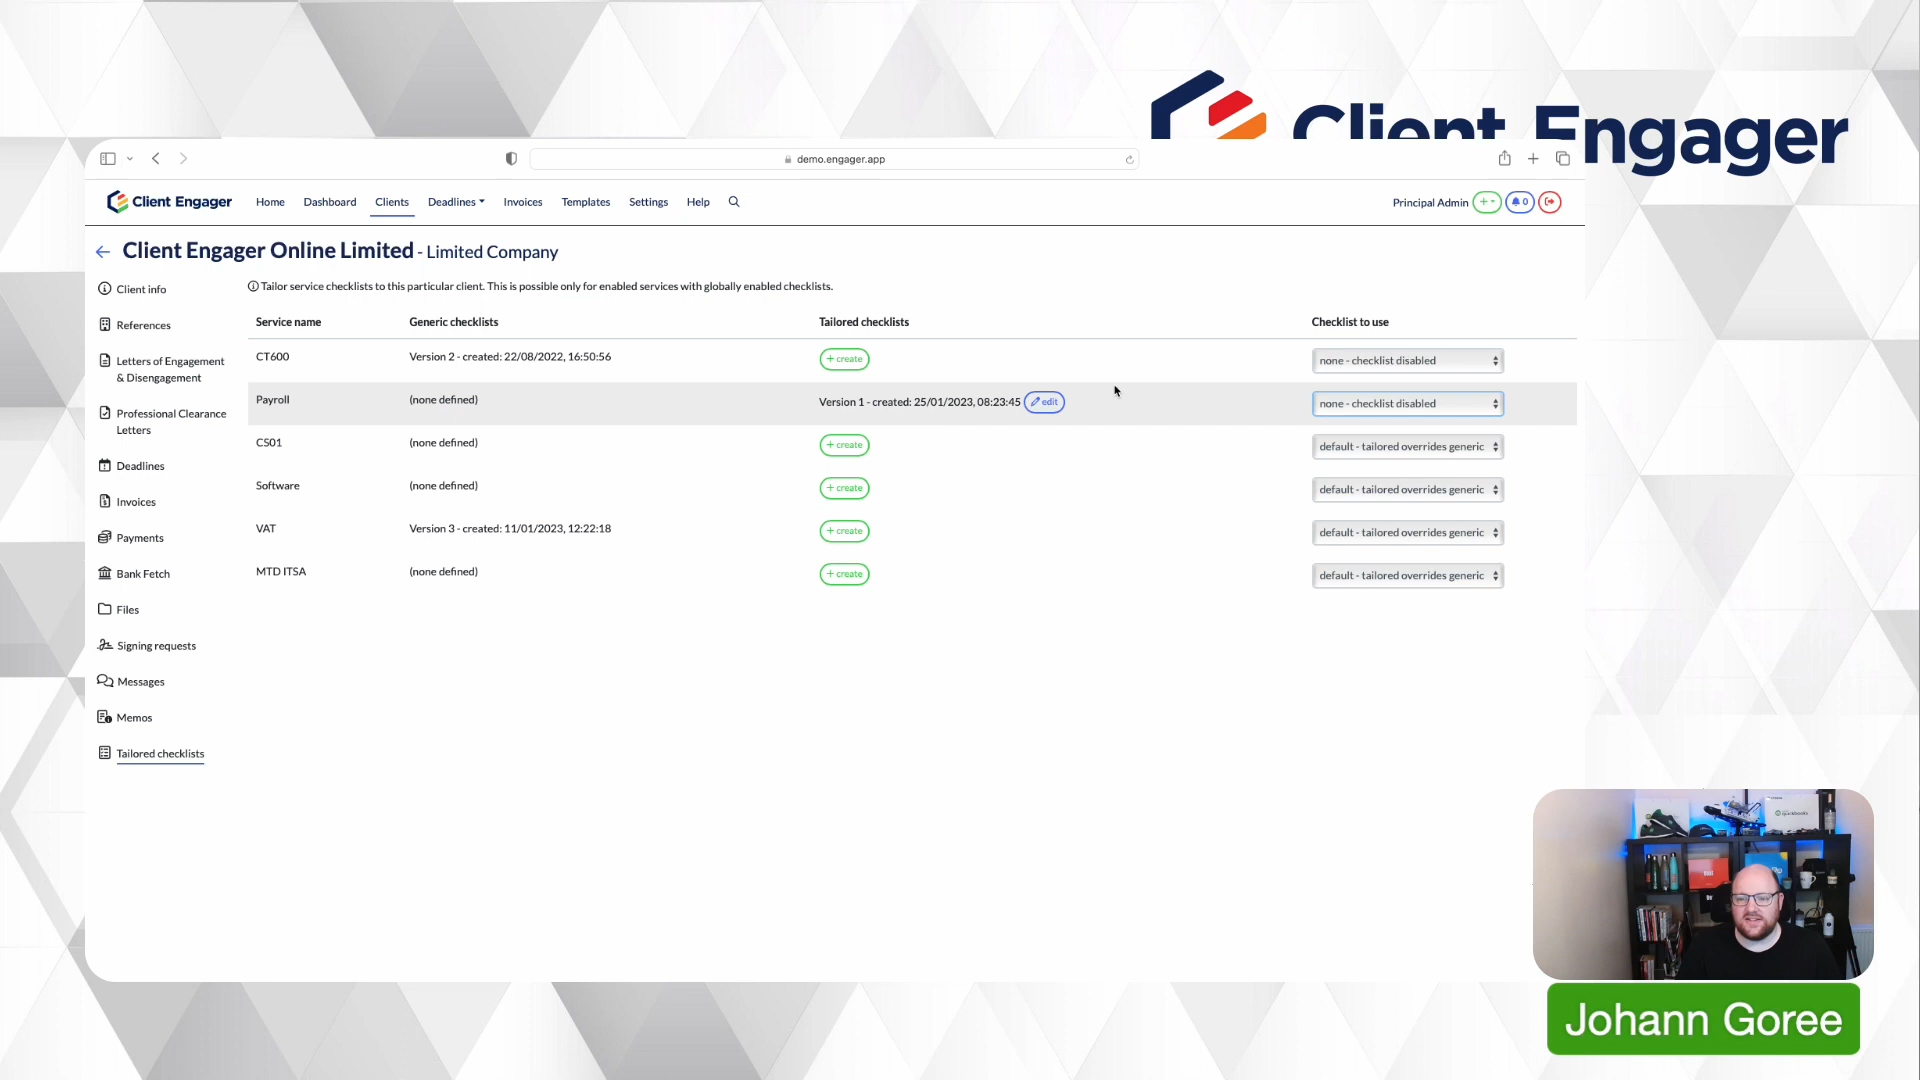 Client Engager
demo.engager.app
Client Engager
Home
Dashboard
Clients
Deadlines
Invoices
Templates
Settings
Help
Principal Admin
0
Client Engager Online Limited - Limited Company
Client info
References
Letters of Engagement
& Disengagement
Professional Clearance
Letters
Deadlines
Invoices
Payments
Bank Fetch
Files
Signing requests
Messages
Memos
Tailored checklists
Tailor service checklists to this particular client. This is possible only for enabled services with globally enabled checklists.
Service name Generic checklists Tailored checklists Checklist to use
CT600 Version 2 - created: 22/08/2022, 16:50:56 + create none - checklist disabled
Payroll (none defined) Version 1 - created: 25/01/2023, 08:23:45 edit none - checklist disabled
CS01 (none defined) + create default - tailored overrides generic
Software (none defined) + create default - tailored overrides generic
VAT Version 3 - created: 11/01/2023, 12:22:18 + create default - tailored overrides generic
MTD ITSA (none defined) + create default - tailored overrides generic
quickbooks
Johann Goree